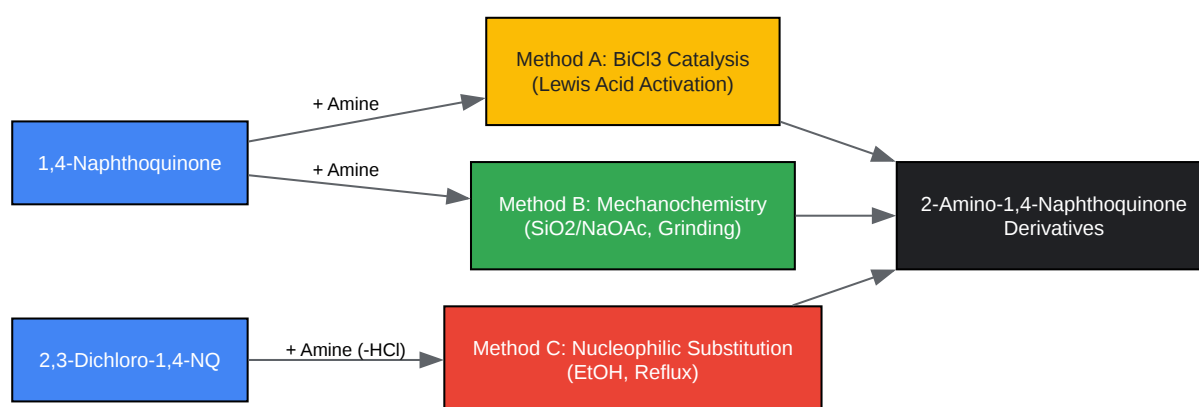 Method A: BiCl3 Catalysis
(Lewis Acid Activation)
+ Amine
1,4-Naphthoquinone
+ Amine
Method B: Mechanochemistry
(SiO2/NaOAc, Grinding)
2-Amino-1,4-Naphthoquinone
Derivatives
2,3-Dichloro-1,4-NQ
+ Amine (-HCl)
Method C: Nucleophilic Substitution
(EtOH, Reflux)